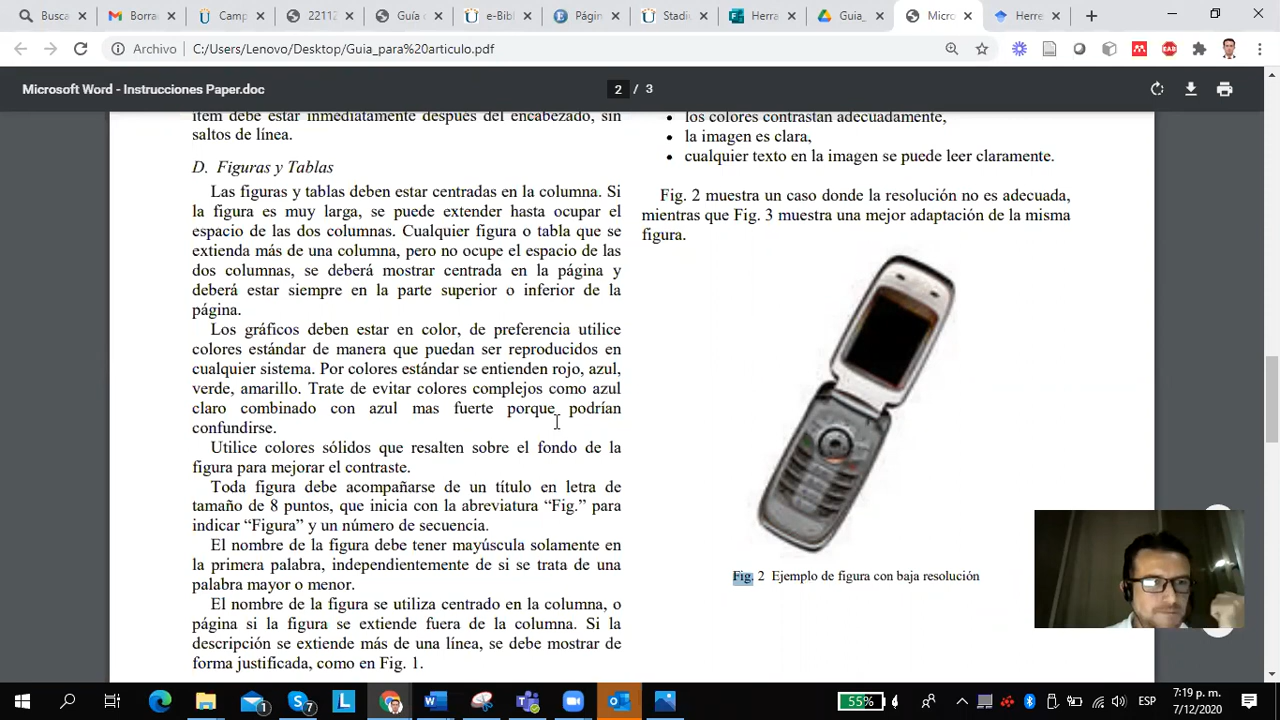 Busca
Borra
Camp
22112
Guía d
e-Bibl
Págin
Stadi
Herra
Guia_
Micro
Herre
Archivo
C:/Users/Lenovo/Desktop/Guia_para%20articulo.pdf
Microsoft Word - Instrucciones Paper.doc
2 / 3
ítem debe estar inmediatamente después del encabezado, sin
saltos de línea.
D. Figuras y Tablas
Las figuras y tablas deben estar centradas en la columna. Si
la figura es muy larga, se puede extender hasta ocupar el
espacio de las dos columnas. Cualquier figura o tabla que se
extienda más de una columna, pero no ocupe el espacio de las
dos columnas, se deberá mostrar centrada en la página y
deberá estar siempre en la parte superior o inferior de la
página.
Los gráficos deben estar en color, de preferencia utilice
colores estándar de manera que puedan ser reproducidos en
cualquier sistema. Por colores estándar se entienden rojo, azul,
verde, amarillo. Trate de evitar colores complejos como azul
claro combinado con azul mas fuerte porque podrían
confundirse.
Utilice colores sólidos que resalten sobre el fondo de la
figura para mejorar el contraste.
Toda figura debe acompañarse de un título en letra de
tamaño de 8 puntos, que inicia con la abreviatura “Fig.” para
indicar “Figura” y un número de secuencia.
El nombre de la figura debe tener mayúscula solamente en
la primera palabra, independientemente de si se trata de una
palabra mayor o menor.
El nombre de la figura se utiliza centrado en la columna, o
página si la figura se extiende fuera de la columna. Si la
descripción se extiende más de una línea, se debe mostrar de
forma justificada, como en Fig. 1.
• los colores contrastan adecuadamente,
• la imagen es clara,
• cualquier texto en la imagen se puede leer claramente.
Fig. 2 muestra un caso donde la resolución no es adecuada,
mientras que Fig. 3 muestra una mejor adaptación de la misma
figura.
Fig. 2 Ejemplo de figura con baja resolución
55%
ESP
7:19 p. m.
7/12/2020